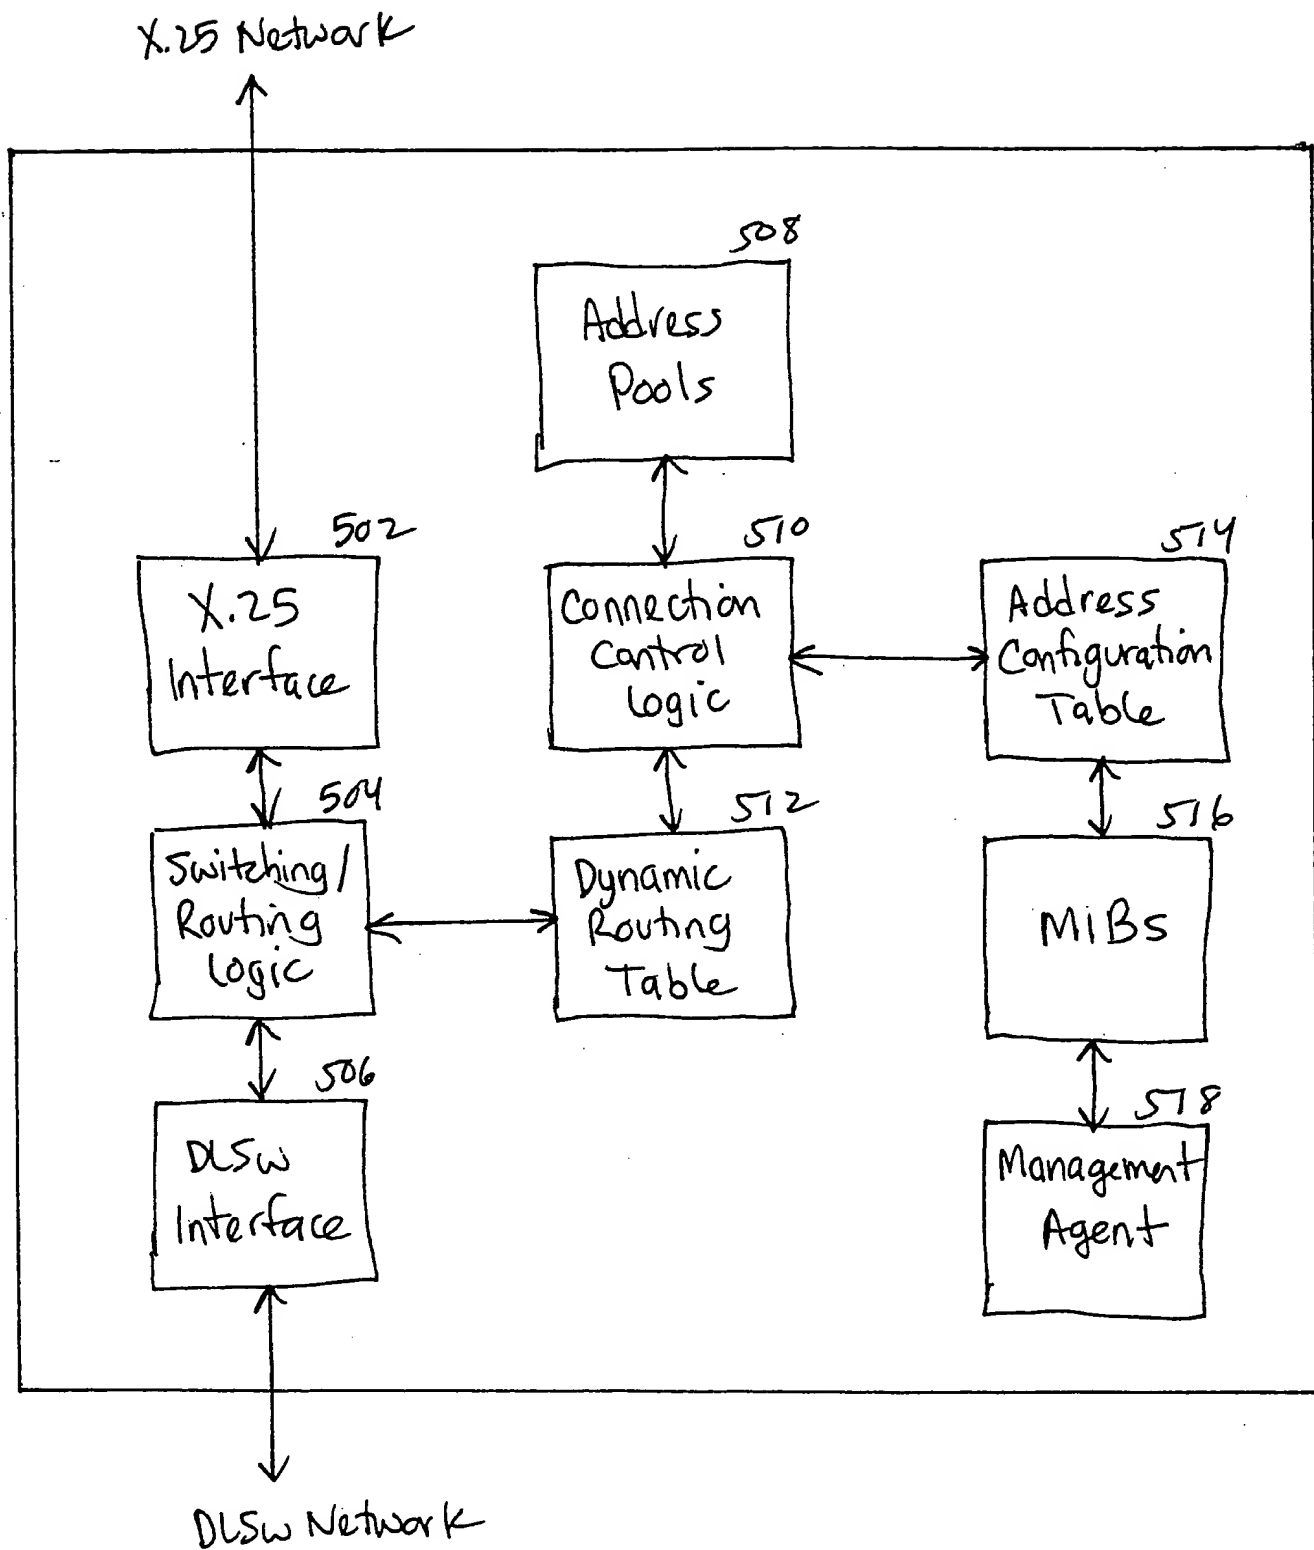 X.25 Network
508
Address
Pools
502
X.25
Interface
510
Connection
Control
Logic
514
Address
Configuration
Table
504
Switching/
Routing
Logic
512
Dynamic
Routing
Table
516
MIBs
506
DLSw
Interface
518
Management
Agent
DLSw Network